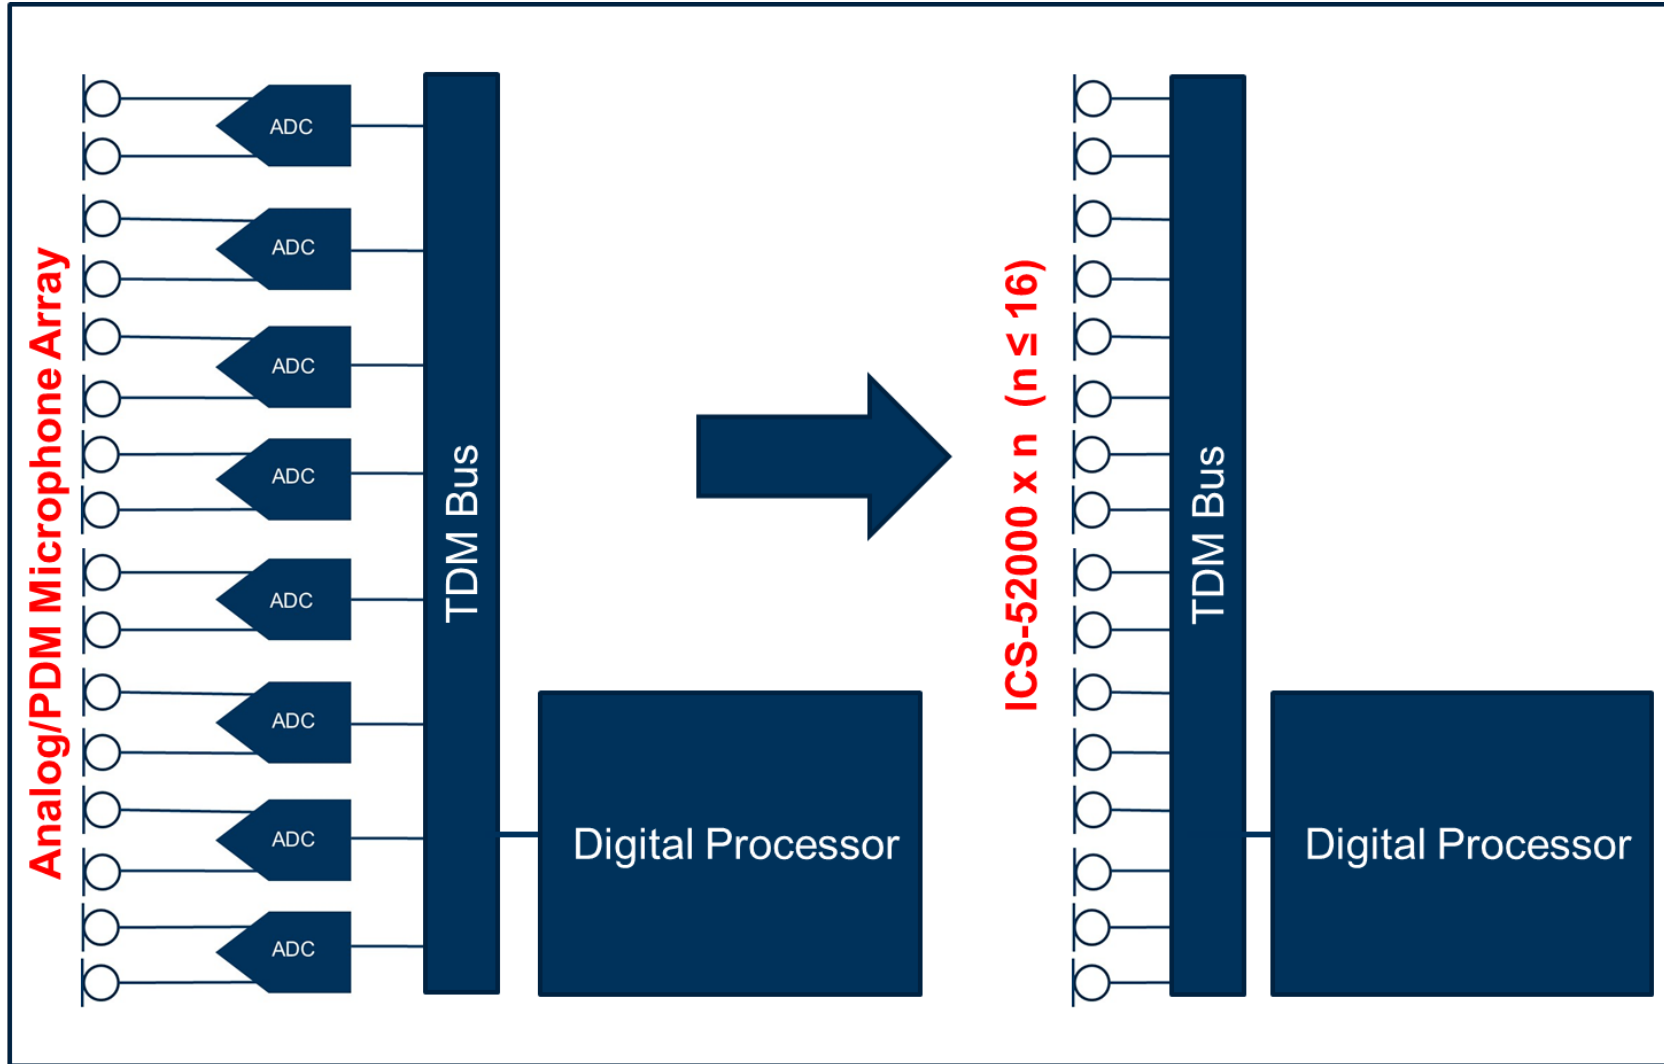 Analog/PDM Microphone Array
ADC
ADC
ADC
ADC
ADC
ADC
ADC
ADC
TDM Bus
Digital Processor
ICS-52000 x n (n ≤ 16)
TDM Bus
Digital Processor